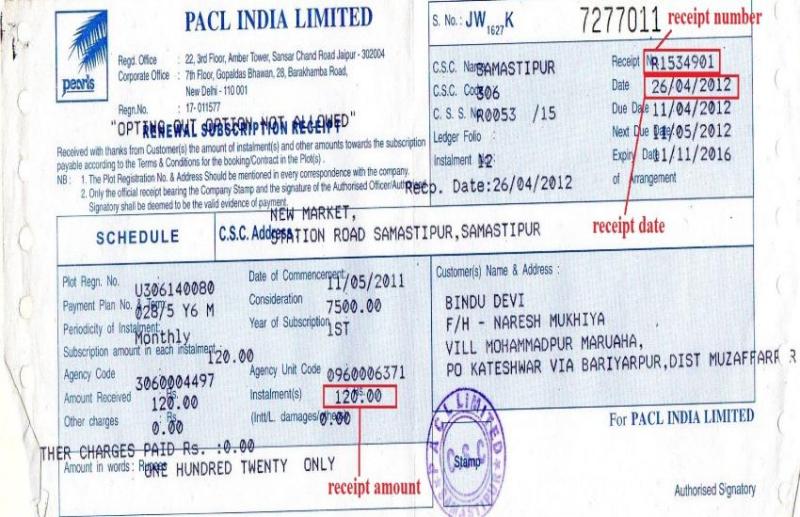 PACL INDIA LIMITED
pearls
Regd. Office : 22, 3rd Floor, Amber Tower, Sansar Chand Road Jaipur - 302004
Corporate Office : 7th Floor, Gopaldas Bhawan, 28, Barakhamba Road,
New Delhi - 110 001
Regn.No. : 17-011577
"OPTING OUT OPTION NOT ALLOWED"
RENEWAL SUBSCRIPTION RECEIPT
Received with thanks from Customer(s) the amount of instalment(s) and other amounts towards the subscription
payable according to the Terms & Conditions for the booking/Contract in the Plot(s) .
NB : 1. The Plot Registration No. & Address Should be mentioned in every correspondence with the company.
2. Only the official receipt bearing the Company Stamp and the signature of the Authorised Officer/Authorised
Signatory shall be deemed to be the valid evidence of payment.
Recp. Date:26/04/2012
S. No. : JW 1627 K 7277011
receipt number
C.S.C. Name SAMASTIPUR
C.S.C. Code 306
C. S. S. No R0053 /15
Ledger Folio :
Instalment No. 12
Receipt No. R1534901
Date 26/04/2012
Due Date 11/04/2012
Next Due Date 11/05/2012
Expiry Date 11/11/2016
of Arrangement
receipt date
SCHEDULE
C.S.C. Address
NEW MARKET,
STATION ROAD SAMASTIPUR,SAMASTIPUR
Plot Regn. No. U306140080
Payment Plan No. & Term 028/5 Y6 M
Periodicity of Instalment: Monthly
Subscription amount in each instalment: 120.00
Agency Code 3060004497
Amount Received Rs. 120.00
Other charges Rs. 0.00
Date of Commencement 11/05/2011
Consideration 7500.00
Year of Subscription 1ST
Agency Unit Code 0960006371
Instalment(s) Rs. 120.00
(Intt/L. damages/others) 0.00
THER CHARGES PAID Rs. :0.00
Amount in words : Rupees ONE HUNDRED TWENTY ONLY
receipt amount
Customer(s) Name & Address :
BINDU DEVI
F/H - NARESH MUKHIYA
VILL MOHAMMADPUR MARUAHA,
PO KATESHWAR VIA BARIYARPUR,DIST MUZAFFARP R
PACL LIMITED
C.S.C
SAMASTIPUR
Stamp
For PACL INDIA LIMITED
Authorised Signatory